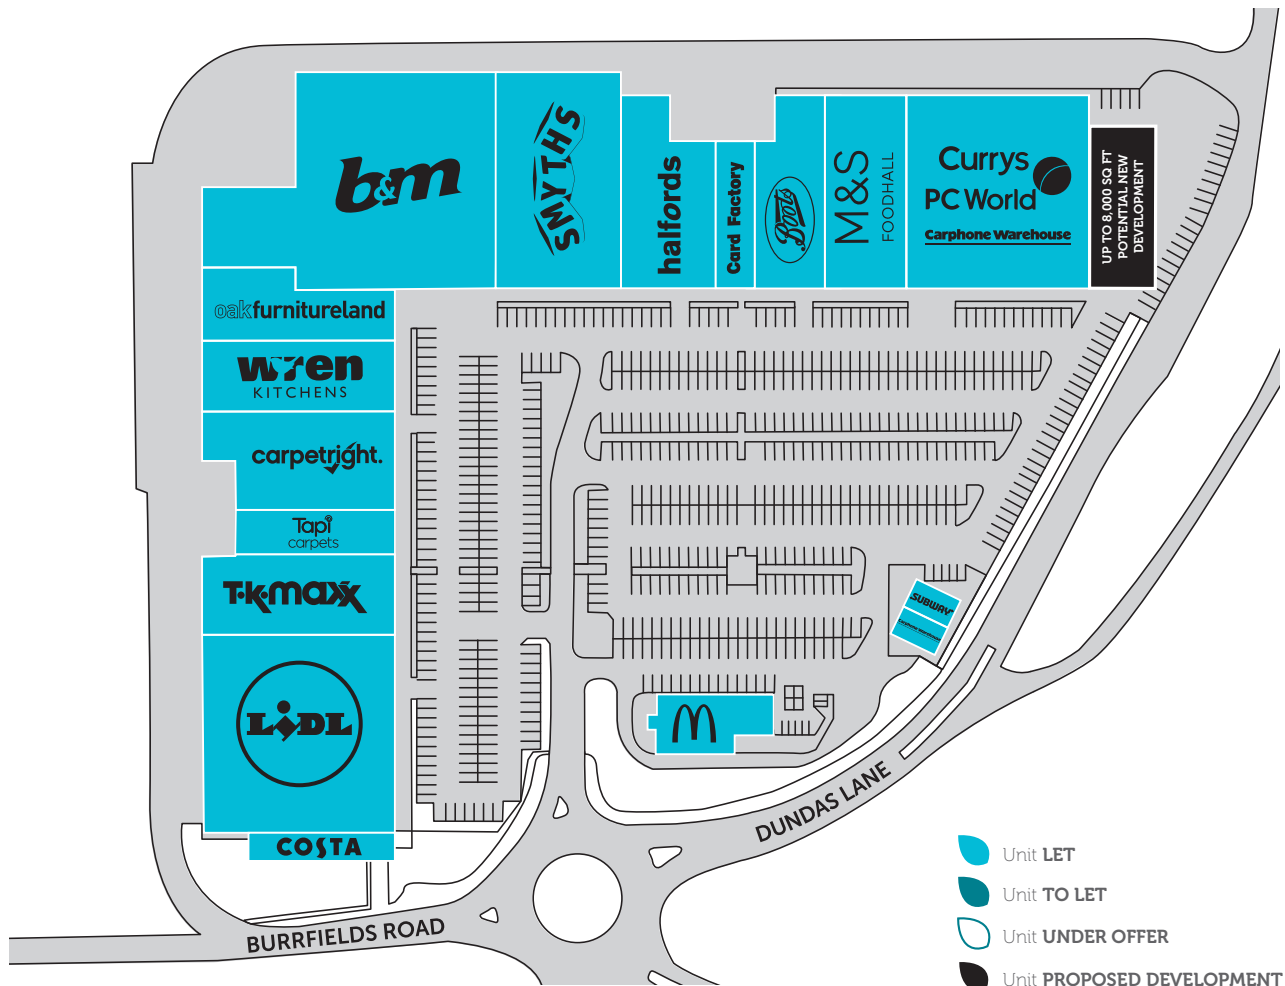 b&m
SMYTHS
halfords
Card Factory
Boots
M&S
FOODHALL
Currys
PC World
Carphone Warehouse
UP TO 8,000 SQ FT
POTENTIAL NEW
DEVELOPMENT
oakfurnitureland
wren
KITCHENS
carpetright.
Tapi
carpets
T·K·maxx
LIDL
COSTA
SUBWAY
Carphone Warehouse
M
DUNDAS LANE
BURRFIELDS ROAD
Unit LET
Unit TO LET
Unit UNDER OFFER
Unit PROPOSED DEVELOPMENT